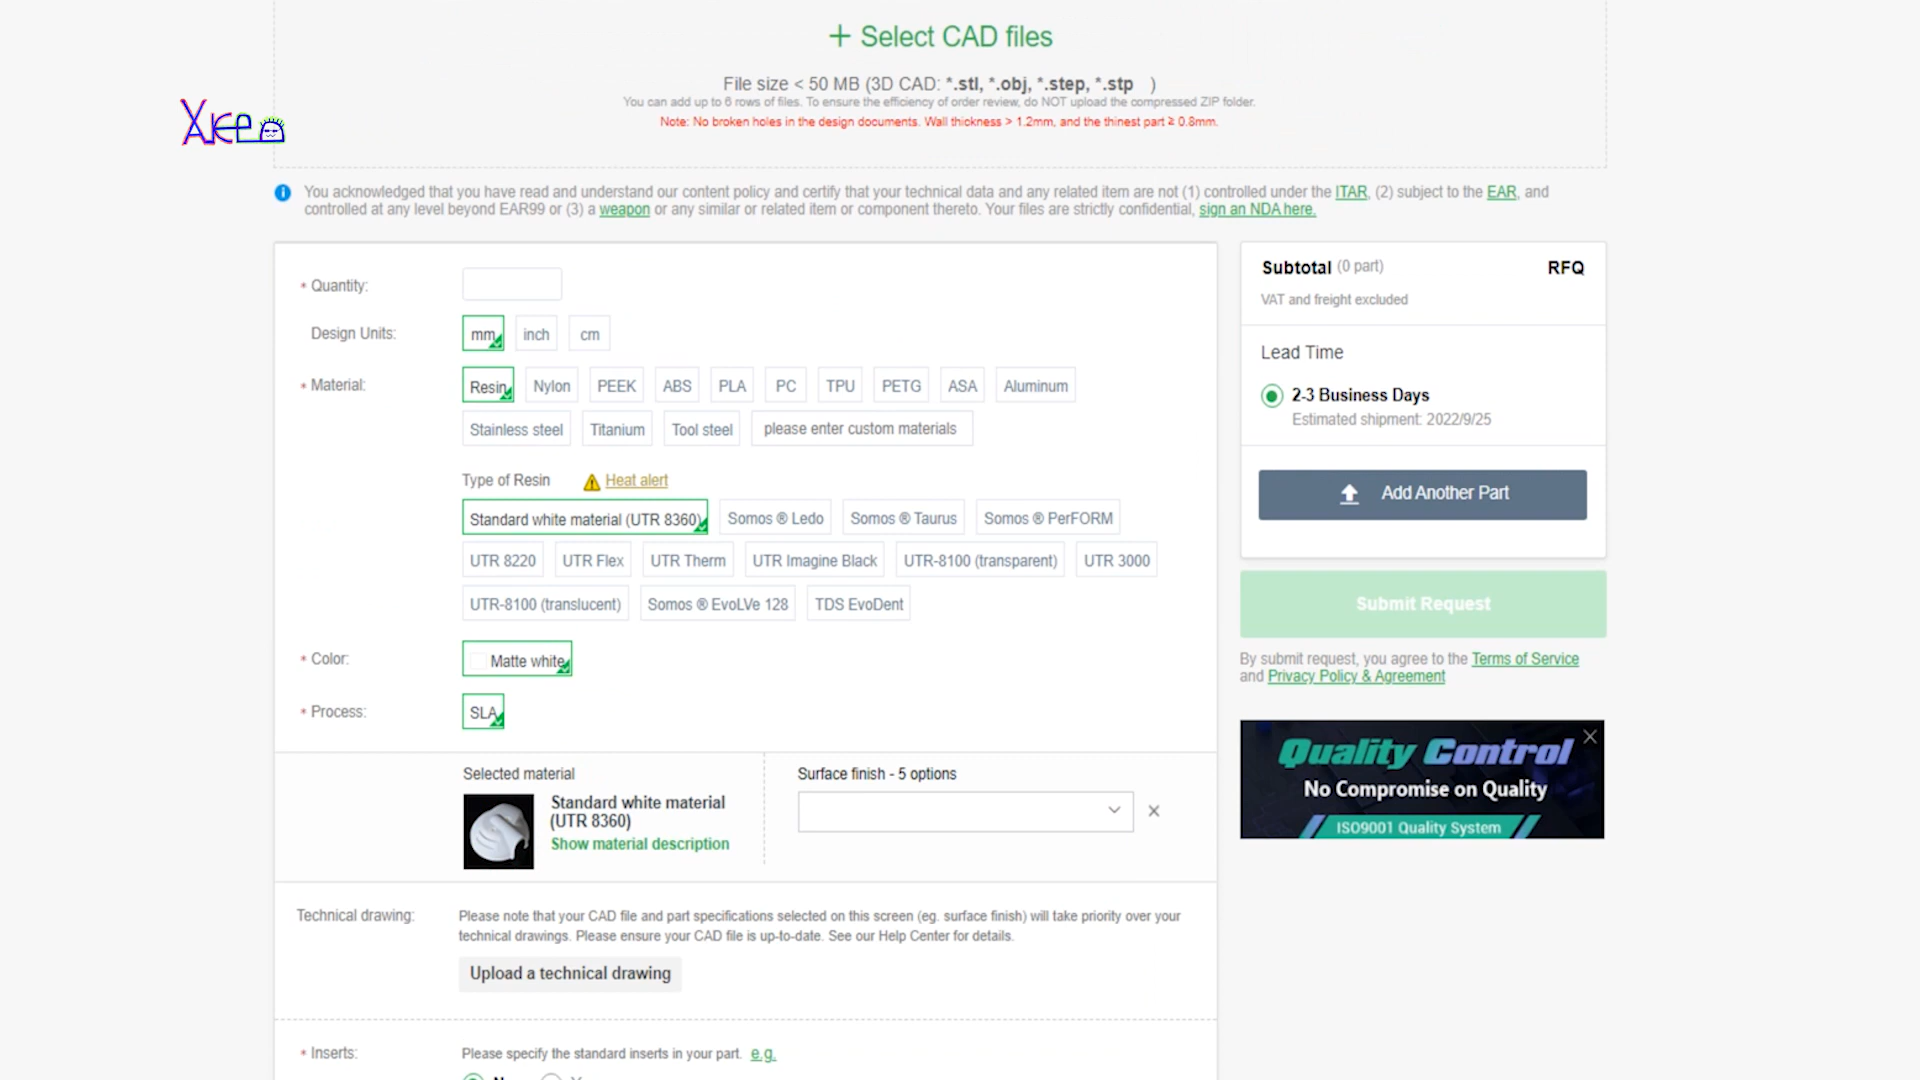 + Select CAD files
File size < 50 MB (3D CAD: *.stl, *.obj, *.step, *.stp )
You can add up to 6 rows of files. To ensure the efficiency of order review, do NOT upload the compressed ZIP folder.
Note: No broken holes in the design documents. Wall thickness > 1.2mm, and the thinest part ≥ 0.8mm.
You acknowledged that you have read and understand our content policy and certify that your technical data and any related item are not (1) controlled under the ITAR, (2) subject to the EAR, and
controlled at any level beyond EAR99 or (3) a weapon or any similar or related item or component thereto. Your files are strictly confidential, sign an NDA here.
* Quantity:
Design Units: mm inch cm
* Material: Resin Nylon PEEK ABS PLA PC TPU PETG ASA Aluminum
Stainless steel Titanium Tool steel please enter custom materials
Type of Resin Heat alert
Standard white material (UTR 8360) Somos ® Ledo Somos ® Taurus Somos ® PerFORM
UTR 8220 UTR Flex UTR Therm UTR Imagine Black UTR-8100 (transparent) UTR 3000
UTR-8100 (translucent) Somos ® EvoLVe 128 TDS EvoDent
* Color: Matte white
* Process: SLA
Selected material
Standard white material
(UTR 8360)
Show material description
Surface finish - 5 options
Technical drawing: Please note that your CAD file and part specifications selected on this screen (eg. surface finish) will take priority over your
technical drawings. Please ensure your CAD file is up-to-date. See our Help Center for details.
Upload a technical drawing
* Inserts: Please specify the standard inserts in your part. e.g.
Subtotal (0 part) RFQ
VAT and freight excluded
Lead Time
2-3 Business Days
Estimated shipment: 2022/9/25
Add Another Part
Submit Request
By submit request, you agree to the Terms of Service
and Privacy Policy & Agreement
Quality Control
No Compromise on Quality
ISO9001 Quality System